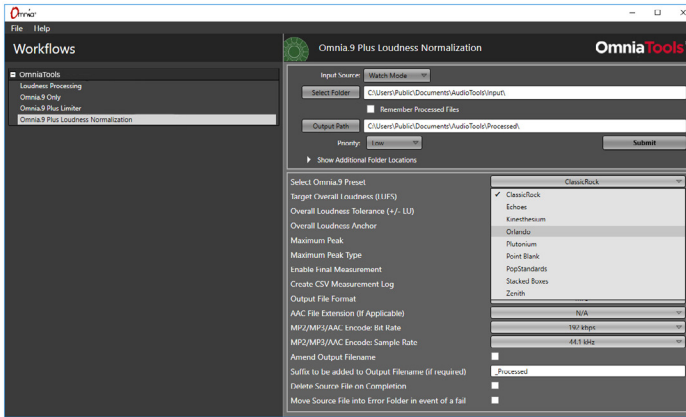 Omnia
File Help
Workflows
OmniaTools
Loudness Processing
Omnia.9 Only
Omnia.9 Plus Limiter
Omnia.9 Plus Loudness Normalization
Omnia.9 Plus Loudness Normalization
OmniaTools
Input Source: Watch Mode
Select Folder C:\Users\Public\Documents\AudioTools\Input\
Remember Processed Files
Output Path C:\Users\Public\Documents\AudioTools\Processed\
Priority: Low Submit
Show Additional Folder Locations
Select Omnia.9 Preset ClassicRock
Target Overall Loudness (LUFS)
Overall Loudness Tolerance (+/- LU)
Overall Loudness Anchor
Maximum Peak
Maximum Peak Type
Enable Final Measurement
Create CSV Measurement Log
Output File Format
✓ ClassicRock
Echoes
Kinesthesium
Orlando
Plutonium
Point Blank
PopStandards
Stacked Boxes
Zenith
AAC File Extension (If Applicable) N/A
MP2/MP3/AAC Encode: Bit Rate 192 kbps
MP2/MP3/AAC Encode: Sample Rate 44.1 kHz
Amend Output Filename
Suffix to be added to Output Filename (if required) _Processed
Delete Source File on Completion
Move Source File into Error Folder in event of a fail